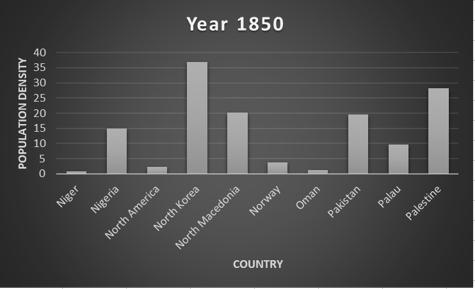 Year 1850
POPULATION DENSITY
40
35
30
25
20
15
10
5
0
Niger
Nigeria
North America
North Korea
North Macedonia
Norway
Oman
Pakistan
Palau
Palestine
COUNTRY